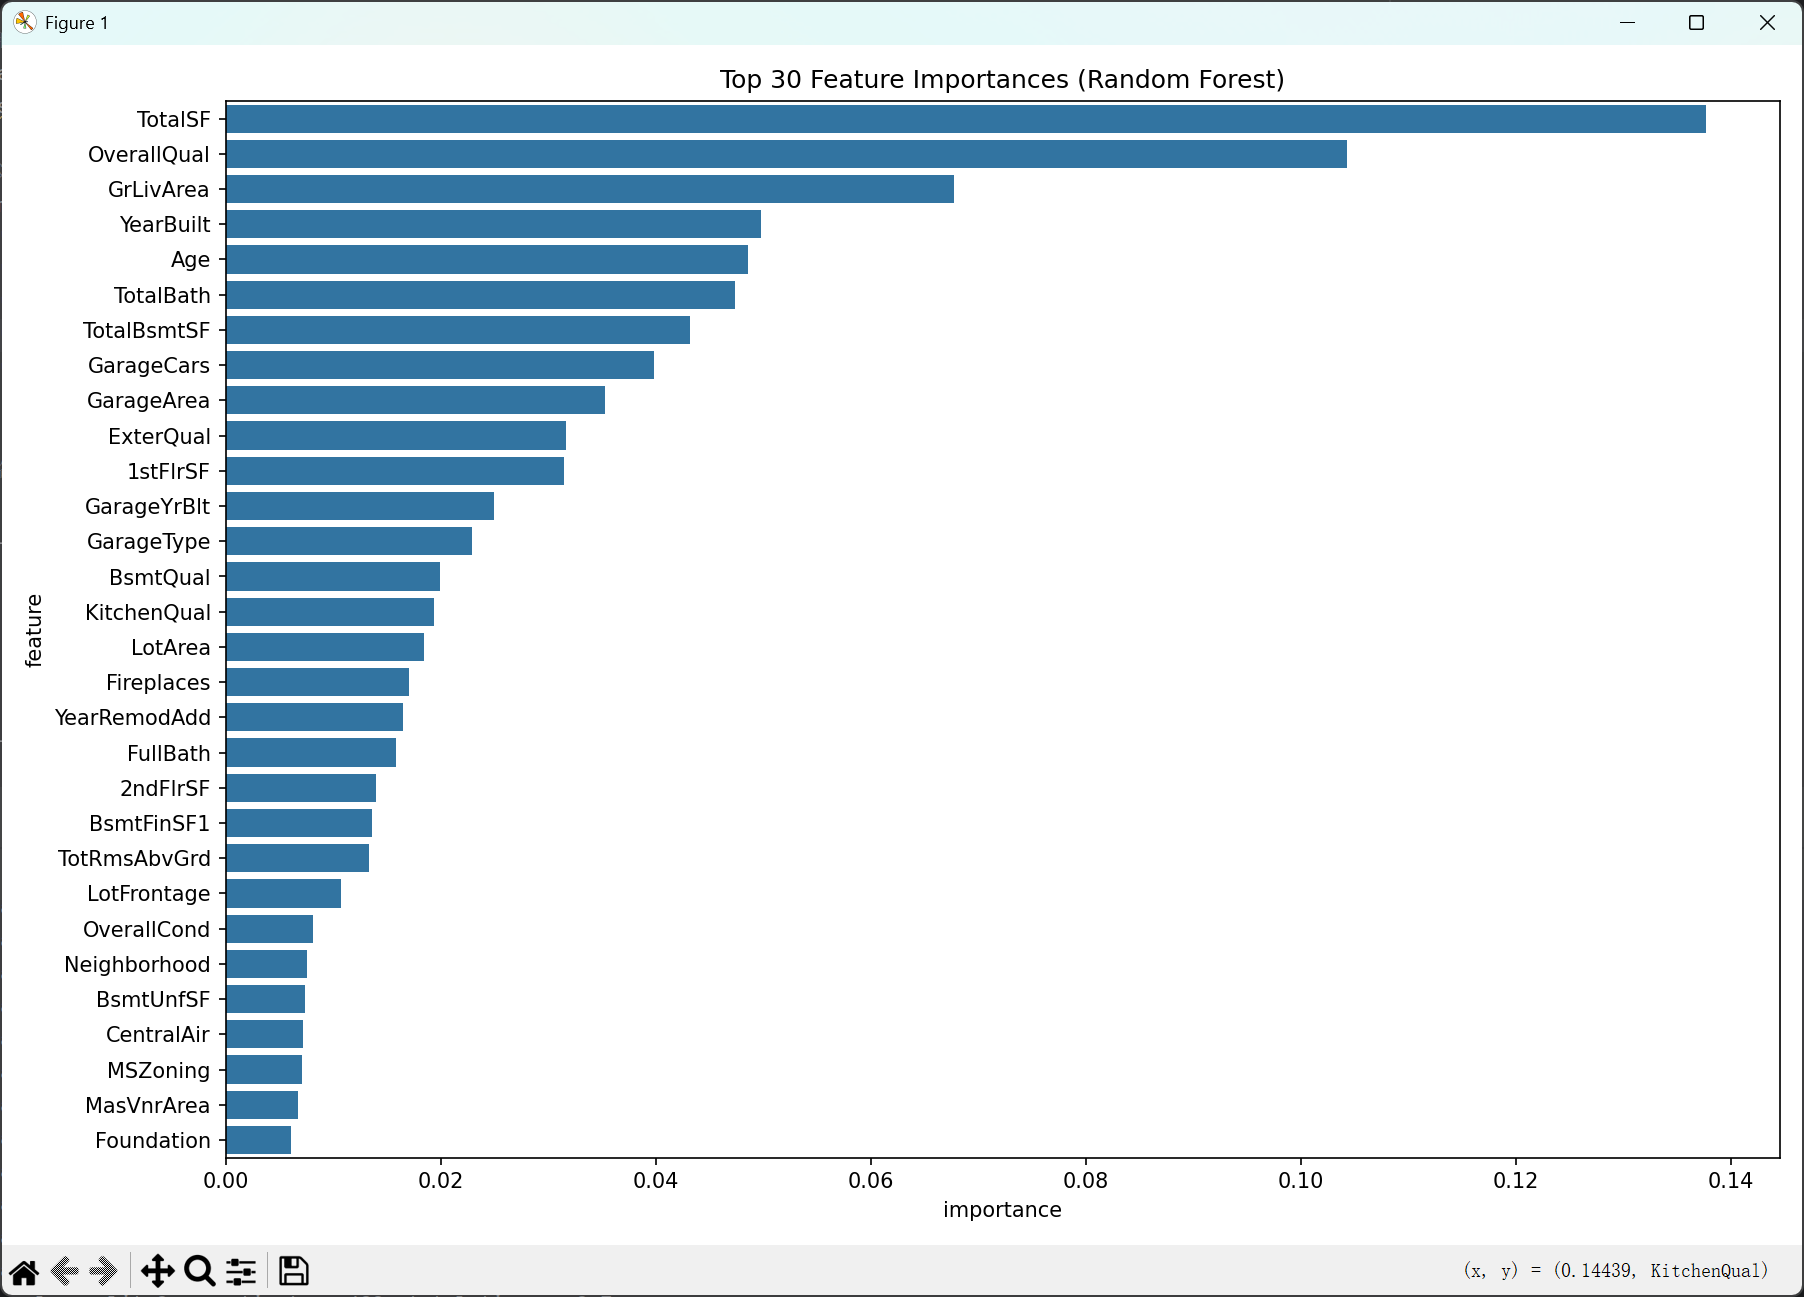 Figure 1
Top 30 Feature Importances (Random Forest)
TotalSF
OverallQual
GrLivArea
YearBuilt
Age
TotalBath
TotalBsmtSF
GarageCars
GarageArea
ExterQual
1stFlrSF
GarageYrBlt
GarageType
BsmtQual
KitchenQual
LotArea
Fireplaces
YearRemodAdd
FullBath
2ndFlrSF
BsmtFinSF1
TotRmsAbvGrd
LotFrontage
OverallCond
Neighborhood
BsmtUnfSF
CentralAir
MSZoning
MasVnrArea
Foundation
feature
0.00 0.02 0.04 0.06 0.08 0.10 0.12 0.14
importance
(x, y) = (0.14439, KitchenQual)